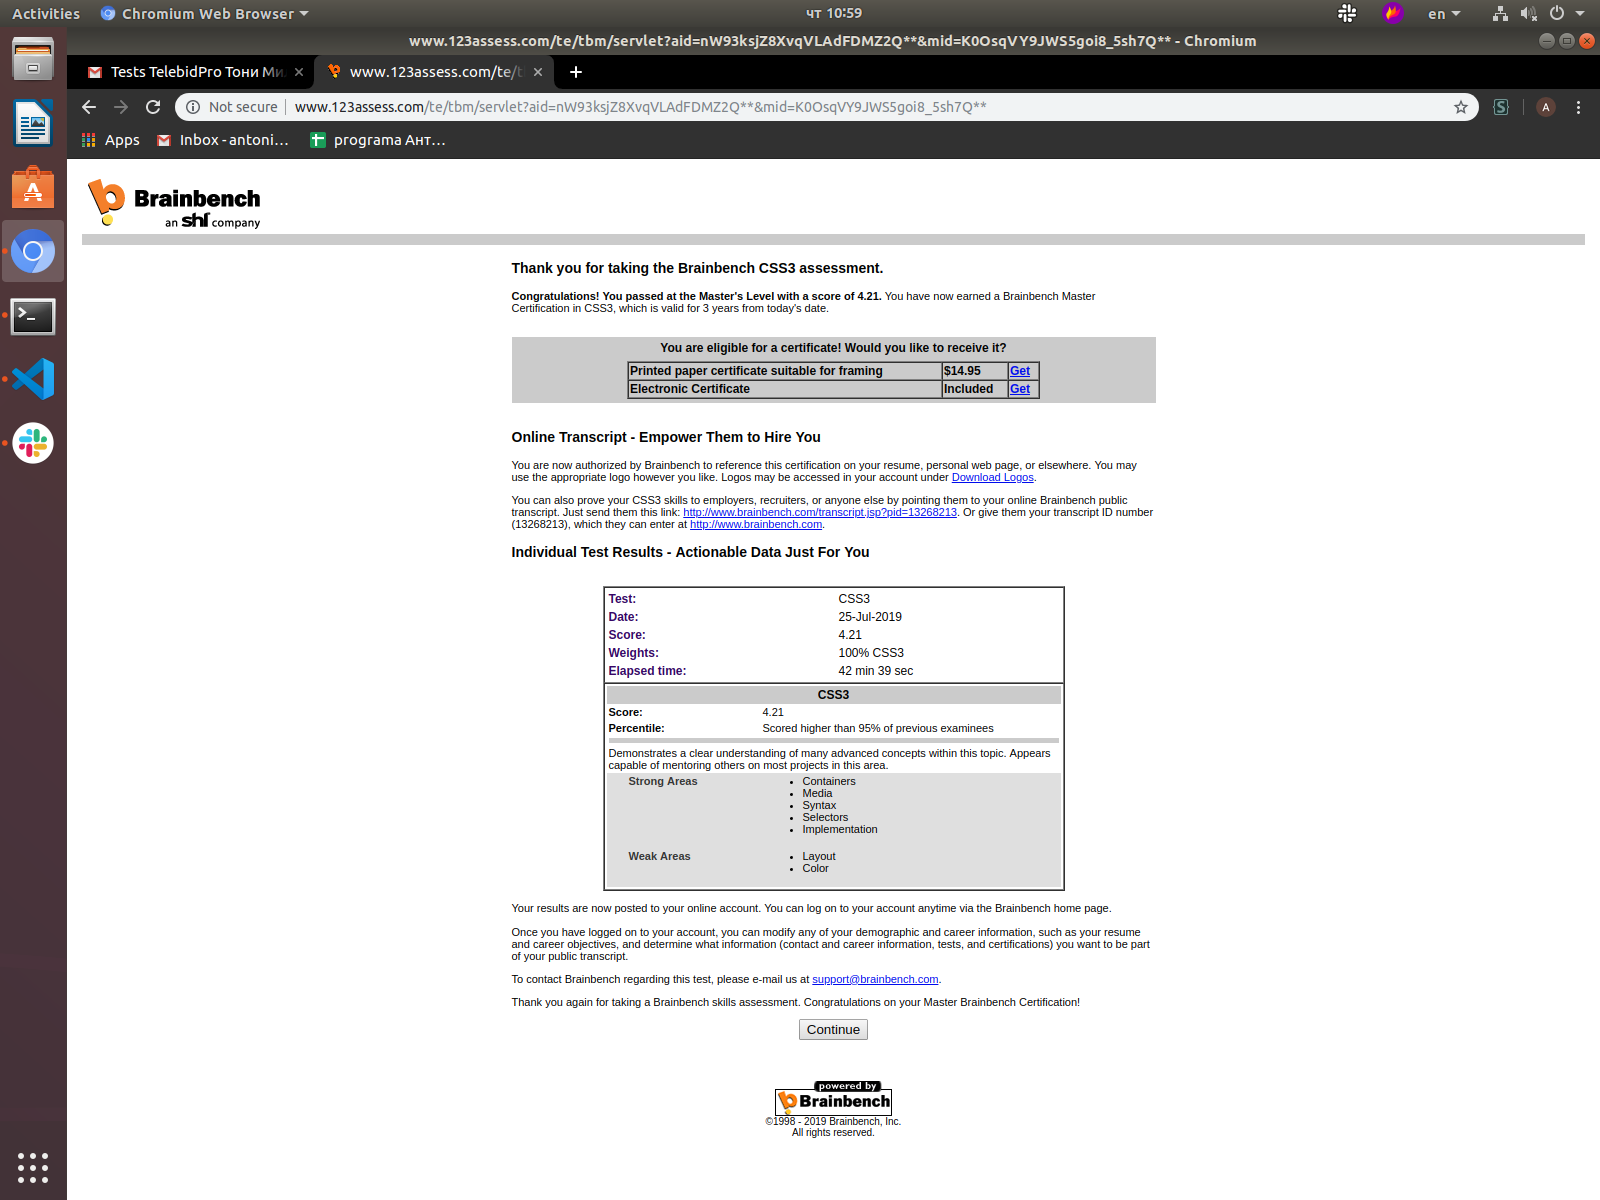 Activities
Chromium Web Browser
чт 10:59
en
www.123assess.com/te/tbm/servlet?aid=nW93ksjZ8XvqVLAdFDMZ2Q**&mid=K0OsqVY9JWS5goi8_5sh7Q** - Chromium
Tests TelebidPro Тони Ми
www.123assess.com/te/t
Not secure
www.123assess.com/te/tbm/servlet?aid=nW93ksjZ8XvqVLAdFDMZ2Q**&mid=K0OsqVY9JWS5goi8_5sh7Q**
S
A
Apps
Inbox - antoni...
programa Ант...
Brainbench
an shl company
Thank you for taking the Brainbench CSS3 assessment.
Congratulations! You passed at the Master's Level with a score of 4.21. You have now earned a Brainbench Master
Certification in CSS3, which is valid for 3 years from today's date.
You are eligible for a certificate! Would you like to receive it?
Printed paper certificate suitable for framing $14.95 Get
Electronic Certificate Included Get
Online Transcript - Empower Them to Hire You
You are now authorized by Brainbench to reference this certification on your resume, personal web page, or elsewhere. You may
use the appropriate logo however you like. Logos may be accessed in your account under Download Logos.
You can also prove your CSS3 skills to employers, recruiters, or anyone else by pointing them to your online Brainbench public
transcript. Just send them this link: http://www.brainbench.com/transcript.jsp?pid=13268213. Or give them your transcript ID number
(13268213), which they can enter at http://www.brainbench.com.
Individual Test Results - Actionable Data Just For You
Test: CSS3
Date: 25-Jul-2019
Score: 4.21
Weights: 100% CSS3
Elapsed time: 42 min 39 sec
CSS3
Score: 4.21
Percentile: Scored higher than 95% of previous examinees
Demonstrates a clear understanding of many advanced concepts within this topic. Appears
capable of mentoring others on most projects in this area.
Strong Areas
• Containers
• Media
• Syntax
• Selectors
• Implementation
Weak Areas
• Layout
• Color
Your results are now posted to your online account. You can log on to your account anytime via the Brainbench home page.
Once you have logged on to your account, you can modify any of your demographic and career information, such as your resume
and career objectives, and determine what information (contact and career information, tests, and certifications) you want to be part
of your public transcript.
To contact Brainbench regarding this test, please e-mail us at support@brainbench.com.
Thank you again for taking a Brainbench skills assessment. Congratulations on your Master Brainbench Certification!
Continue
powered by
Brainbench
©1998 - 2019 Brainbench, Inc.
All rights reserved.